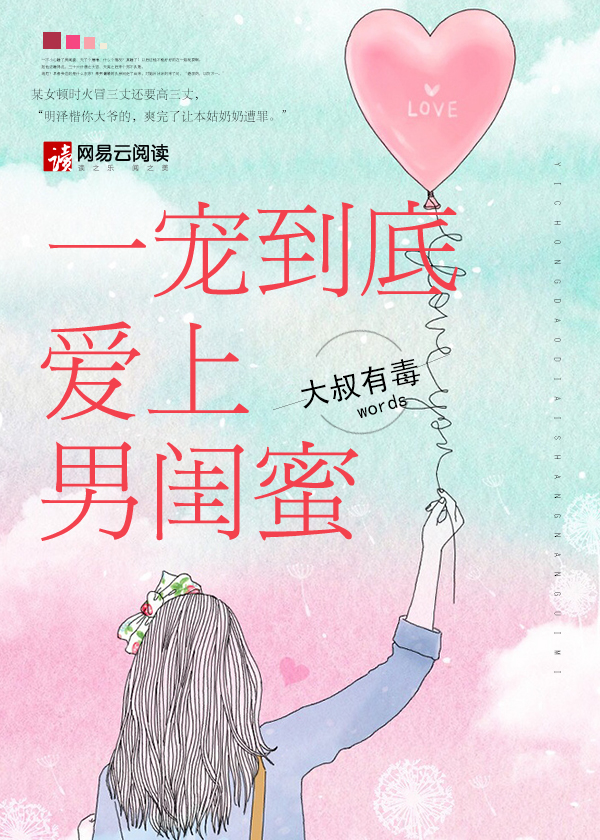 某女顿时火冒三丈还要高三丈，
“明泽楷你大爷的，爽完了让本姑奶奶遭罪。”
读 网易云阅读
读之乐 阅之美
LOVE
一宠到底
爱上
男闺蜜
大叔有毒
words
YICHONGDAODIAISHANGNANGOIMI